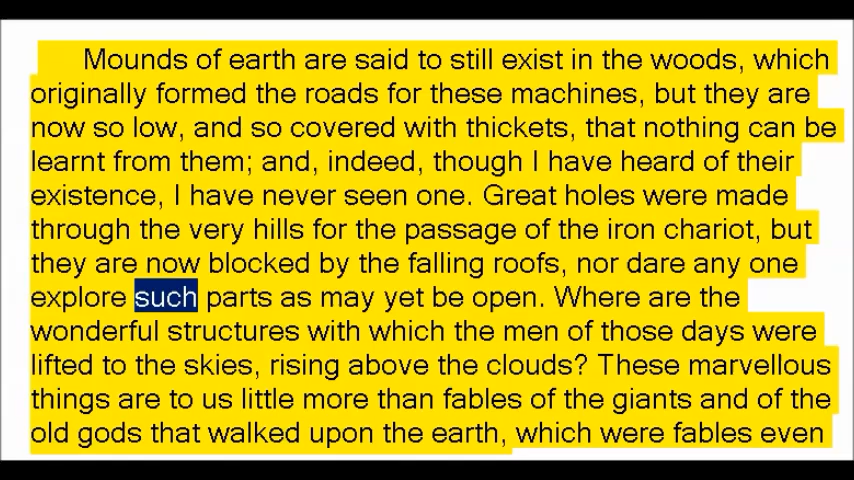 Mounds of earth are said to still exist in the woods, which
originally formed the roads for these machines, but they are
now so low, and so covered with thickets, that nothing can be
learnt from them; and, indeed, though I have heard of their
existence, I have never seen one. Great holes were made
through the very hills for the passage of the iron chariot, but
they are now blocked by the falling roofs, nor dare any one
explore such parts as may yet be open. Where are the
wonderful structures with which the men of those days were
lifted to the skies, rising above the clouds? These marvellous
things are to us little more than fables of the giants and of the
old gods that walked upon the earth, which were fables even